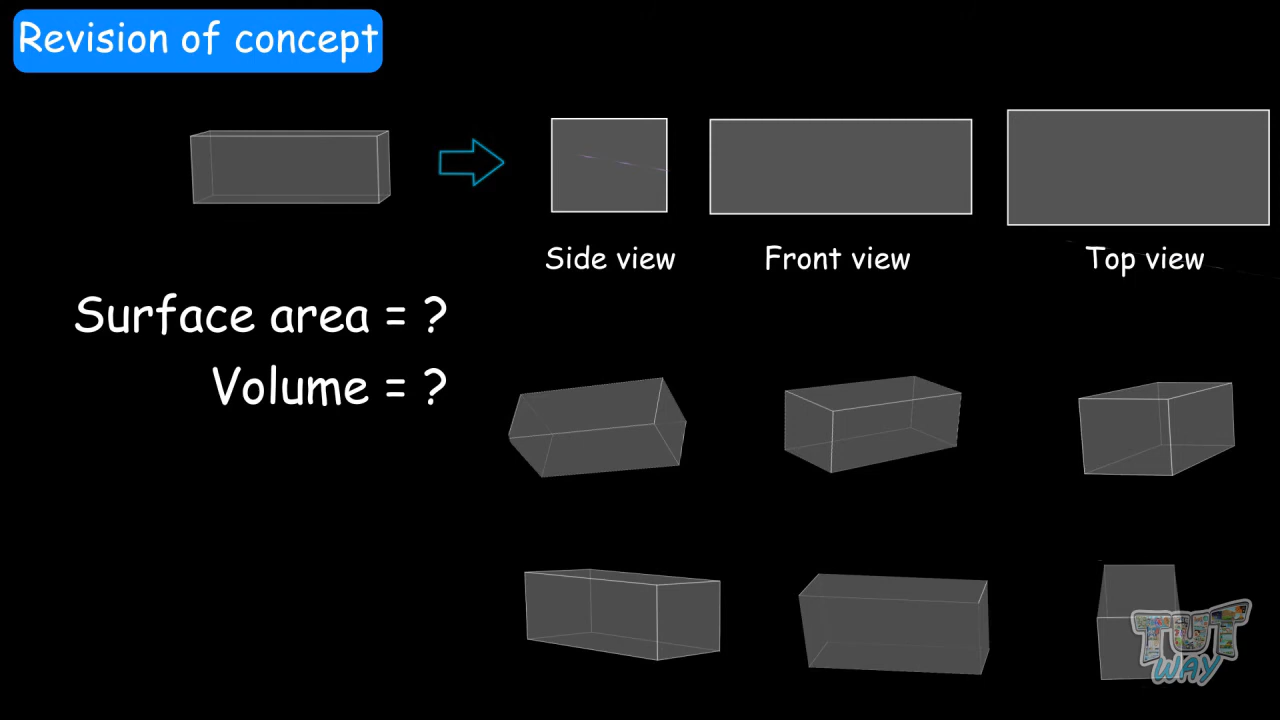 Revision of concept
Side view
Front view
Top view
Surface area = ?
Volume = ?
TUT
WAY